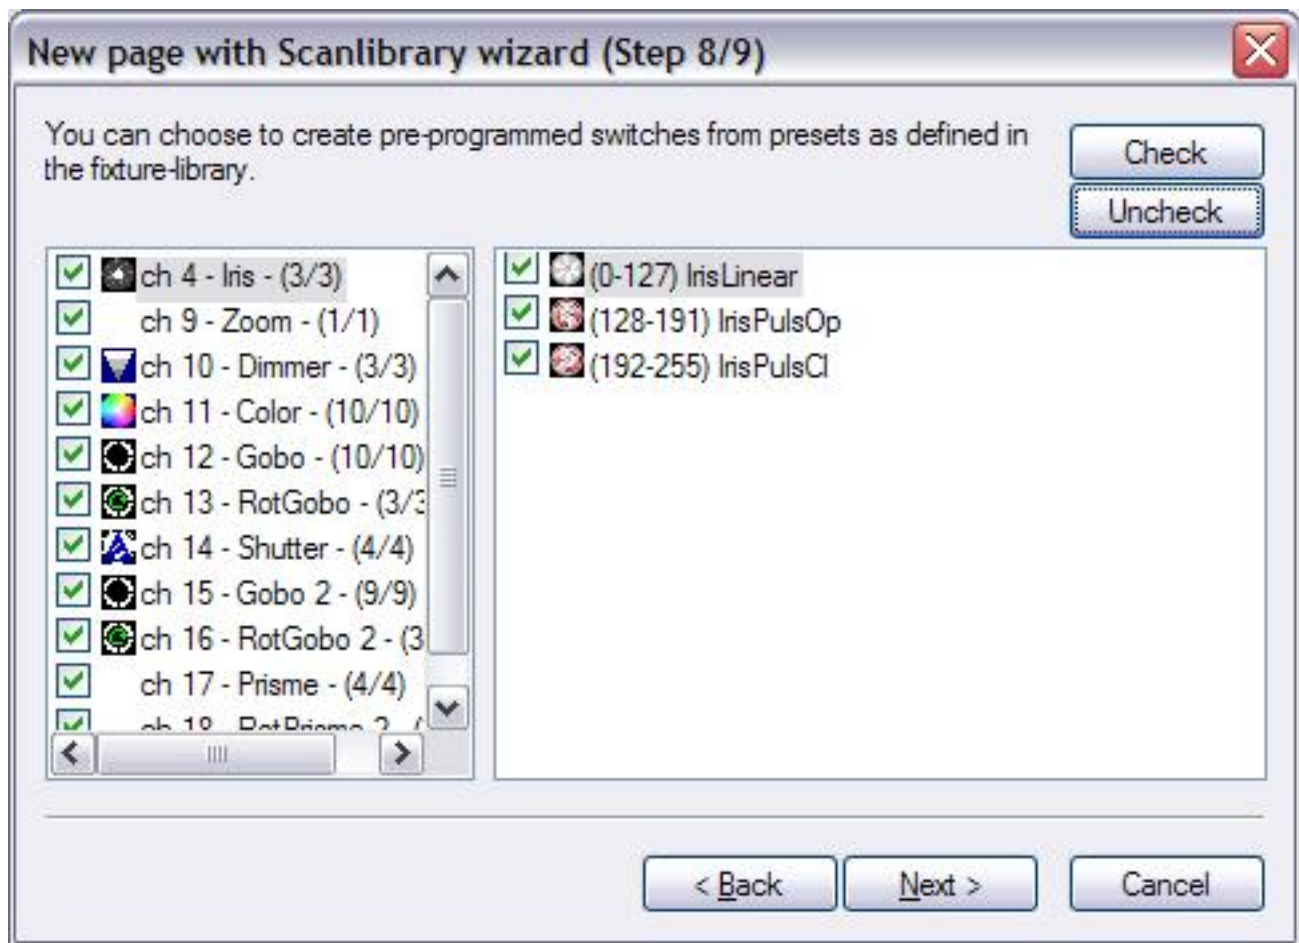 New page with Scanlibrary wizard (Step 8/9)
You can choose to create pre-programmed switches from presets as defined in
the fixture-library.
Check
Uncheck
ch 4 - Iris - (3/3)
ch 9 - Zoom - (1/1)
ch 10 - Dimmer - (3/3)
ch 11 - Color - (10/10)
ch 12 - Gobo - (10/10)
ch 13 - RotGobo - (3/3
ch 14 - Shutter - (4/4)
ch 15 - Gobo 2 - (9/9)
ch 16 - RotGobo 2 - (3
ch 17 - Prisme - (4/4)
ch 18 - RotPrisme 2 - (
(0-127) IrisLinear
(128-191) IrisPulsOp
(192-255) IrisPulsCl
< Back
Next >
Cancel